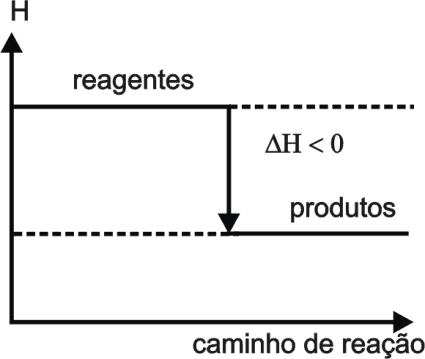 H
reagentes
ΔH < 0
produtos
caminho de reação